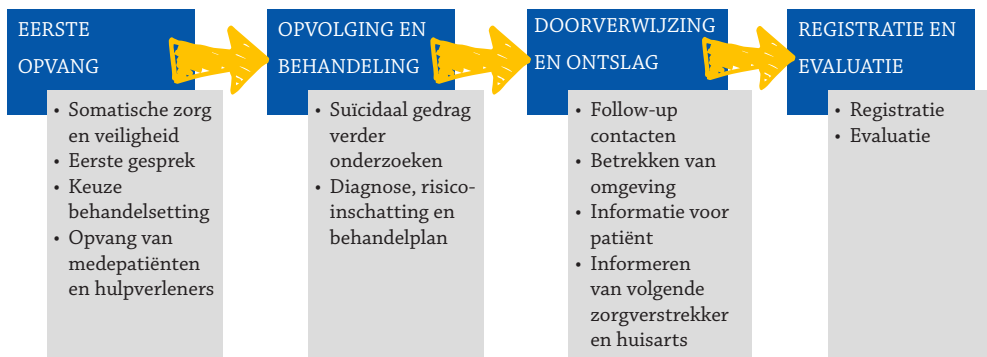 EERSTE
OPVANG
• Somatische zorg
en veiligheid
• Eerste gesprek
• Keuze
behandelsetting
• Opvang van
medepatiënten
en hulpverleners
OPVOLGING EN
BEHANDELING
• Suïcidaal gedrag
verder
onderzoeken
• Diagnose, risico-
inschatting en
behandelplan
DOORVERWIJZING
EN ONTSLAG
• Follow-up
contacten
• Betrekken van
omgeving
• Informatie voor
patiënt
• Informeren
van volgende
zorgverstrekker
en huisarts
REGISTRATIE EN
EVALUATIE
• Registratie
• Evaluatie